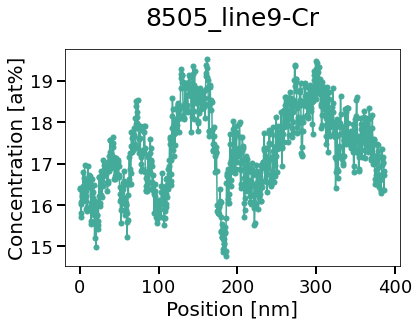 8505_line9-Cr
Concentration [at%]
19
18
17
16
15
0 100 200 300 400
Position [nm]